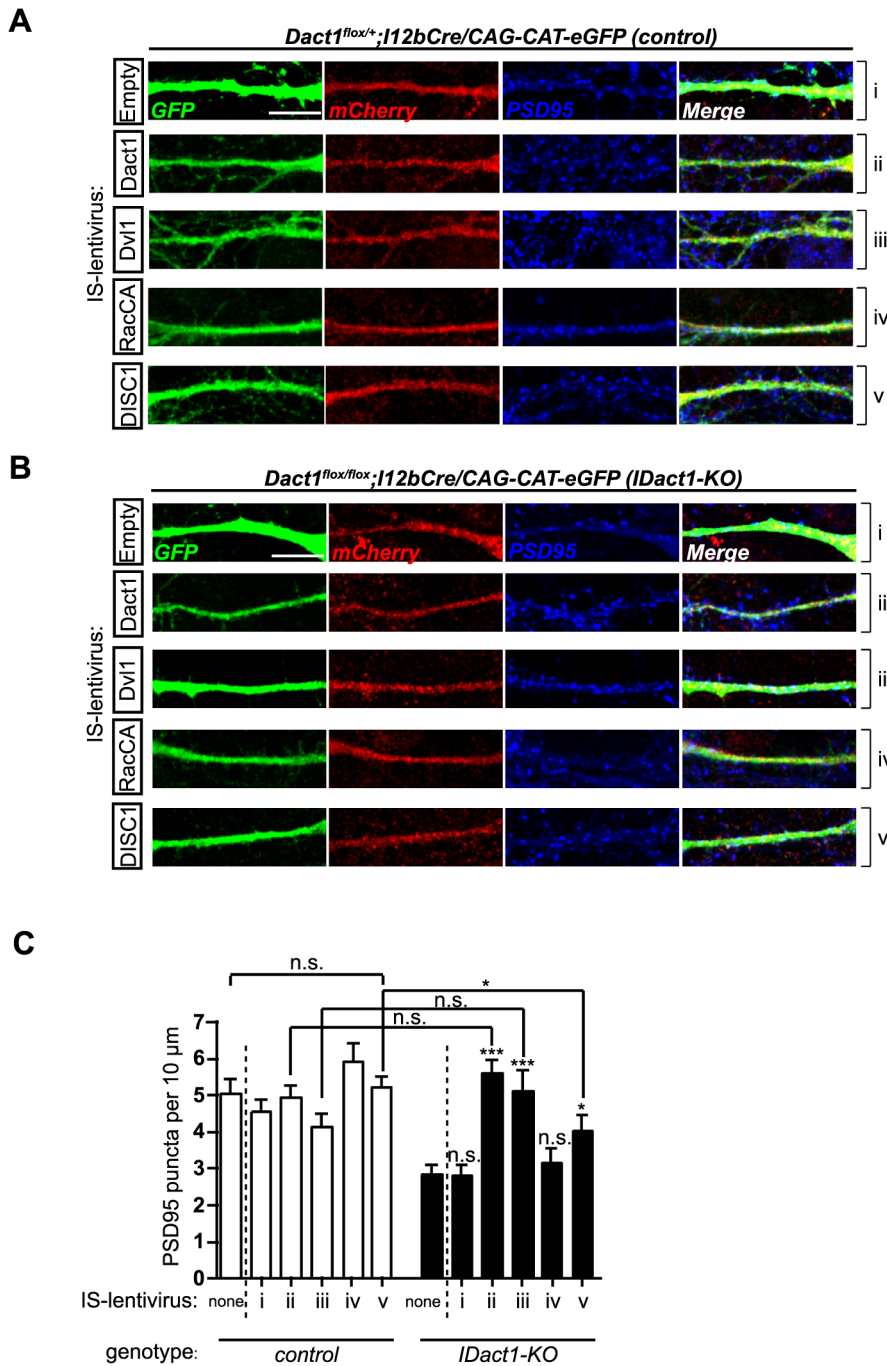 A
Dact1flox/+;I12bCre/CAG-CAT-eGFP (control)
IS-lentivirus:
Empty
GFP
mCherry
PSD95
Merge
i
Dact1
ii
Dvl1
iii
RacCA
iv
DISC1
v
B
Dact1flox/flox;I12bCre/CAG-CAT-eGFP (IDact1-KO)
IS-lentivirus:
Empty
GFP
mCherry
PSD95
Merge
i
Dact1
ii
Dvl1
ii
RacCA
iv
DISC1
v
C
n.s.
*
n.s.
n.s.
*** *** *
n.s. n.s.
PSD95 puncta per 10 µm
7
6
5
4
3
2
1
0
IS-lentivirus: none i ii iii iv v none i ii iii iv v
genotype: control IDact1-KO